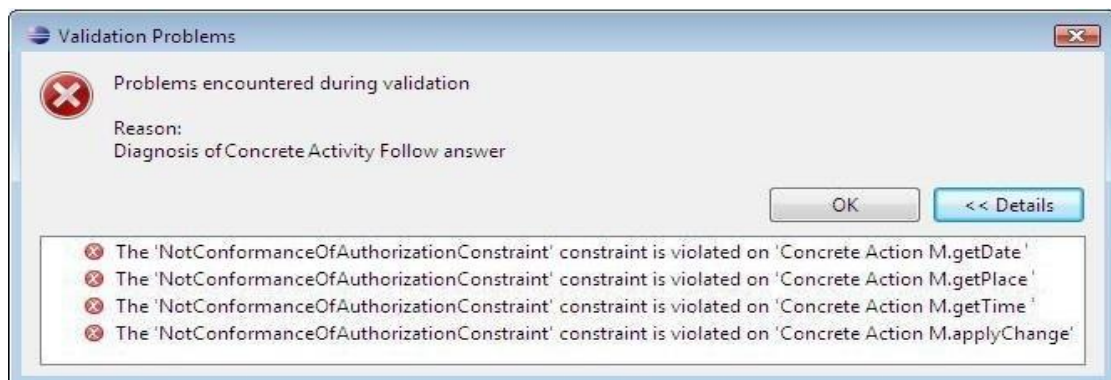 Validation Problems
Problems encountered during validation
Reason:
Diagnosis of Concrete Activity Follow answer
OK
<< Details
The 'NotConformanceOfAuthorizationConstraint' constraint is violated on 'Concrete Action M.getDate'
The 'NotConformanceOfAuthorizationConstraint' constraint is violated on 'Concrete Action M.getPlace'
The 'NotConformanceOfAuthorizationConstraint' constraint is violated on 'Concrete Action M.getTime '
The 'NotConformanceOfAuthorizationConstraint' constraint is violated on 'Concrete Action M.applyChange'